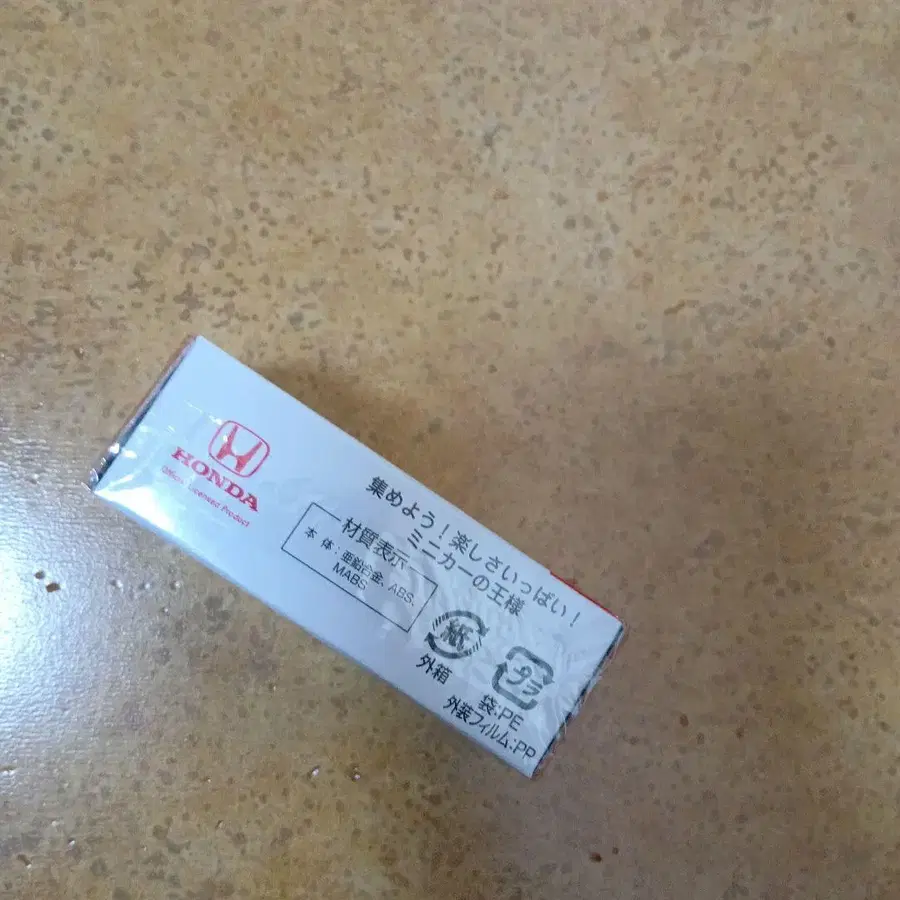 HONDA
Official Licensed Product
集めよう！楽しさいっぱい！
ミニカーの王様
材質表示
本体：亜鉛合金、ABS、
MABS
紙
外箱
プラ
袋:PE
外装フィルム:PP